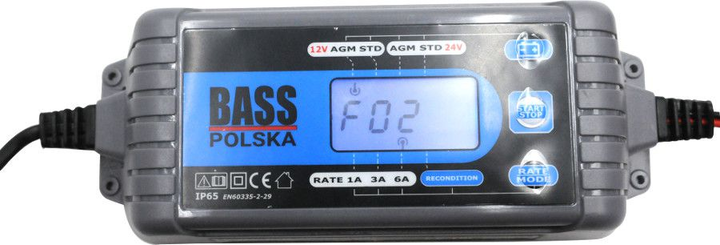 12V AGM STD AGM STD 24V
BASS
POLSKA
F02
START
STOP
RATE 1A 3A 6A RECONDITION
RATE
MODE
CE
IP65 EN60335-2-29